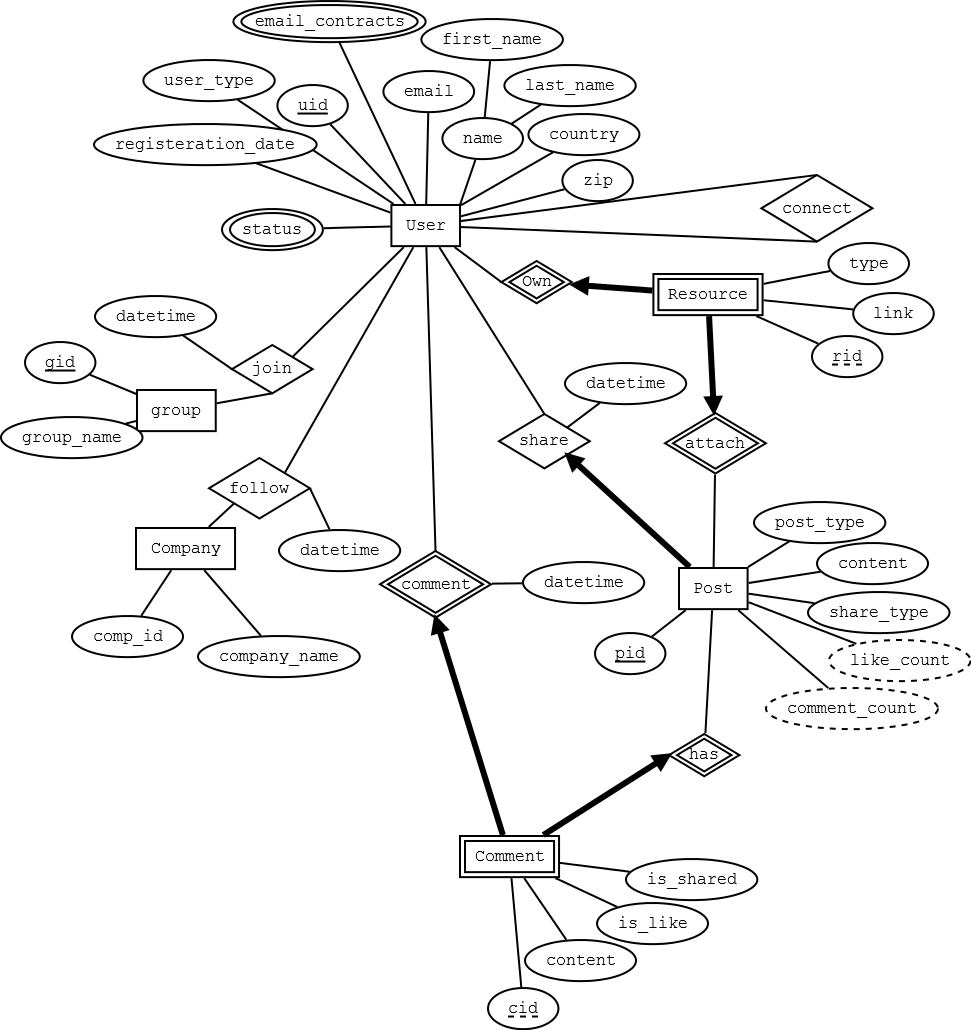 email_contracts
first_name
user_type
last_name
email
uid
country
name
registeration_date
zip
connect
User
status
type
Own
Resource
link
datetime
rid
gid
join
datetime
group
group_name
share
attach
follow
post_type
Company
datetime
content
comment
datetime
Post
share_type
comp_id
pid
company_name
like_count
comment_count
has
Comment
is_shared
is_like
content
cid